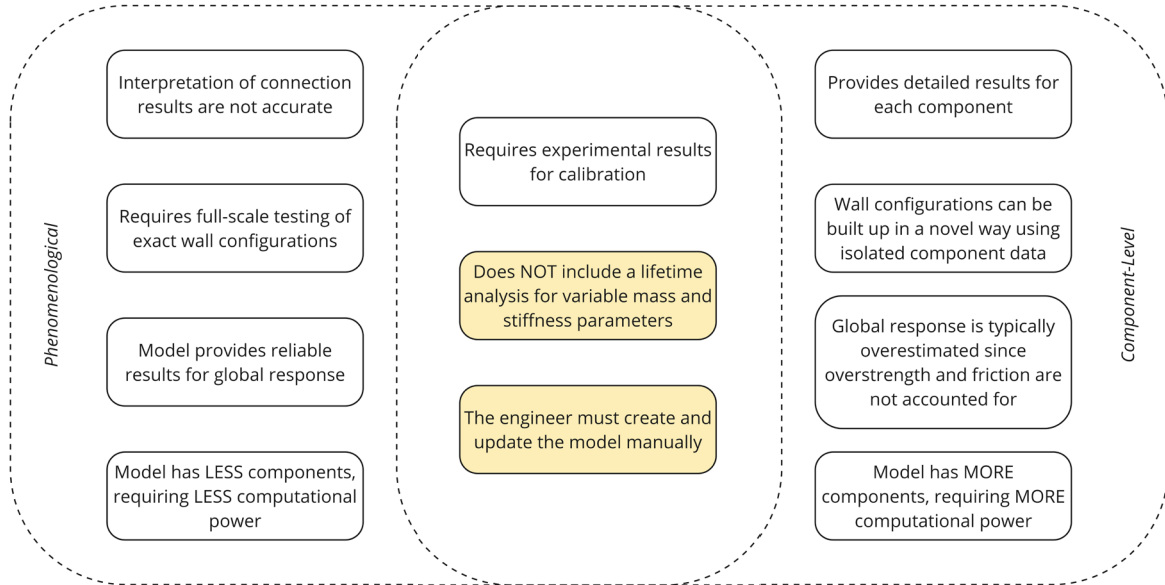 Phenomenological
Interpretation of connection
results are not accurate
Requires full-scale testing of
exact wall configurations
Model provides reliable
results for global response
Model has LESS components,
requiring LESS computational
power
Requires experimental results
for calibration
Does NOT include a lifetime
analysis for variable mass and
stiffness parameters
The engineer must create and
update the model manually
Provides detailed results for
each component
Wall configurations can be
built up in a novel way using
isolated component data
Global response is typically
overestimated since
overstrength and friction are
not accounted for
Model has MORE
components, requiring MORE
computational power
Component-Level